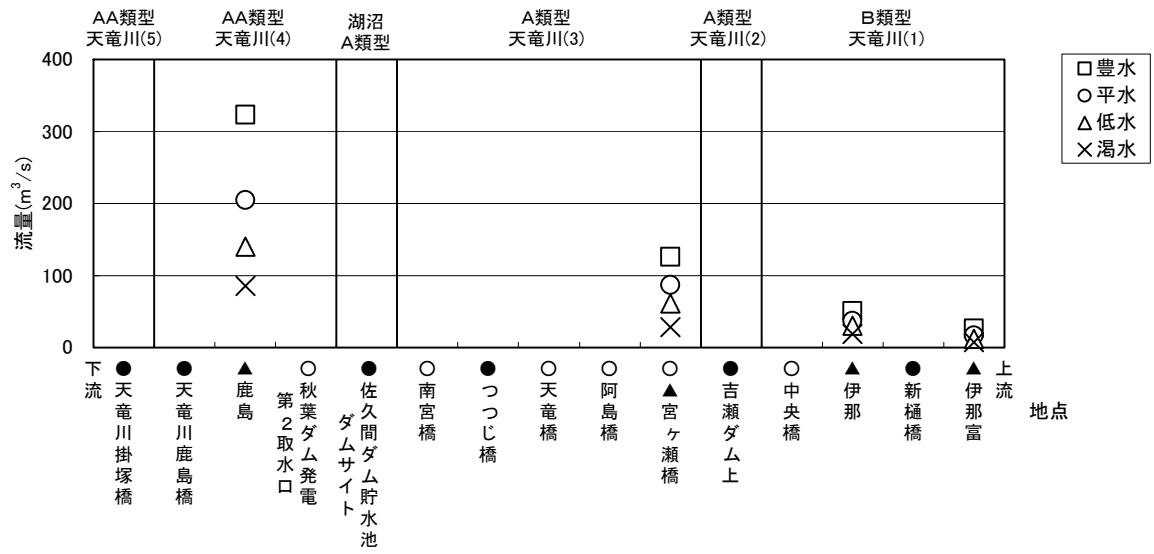 AA類型
天竜川(5)
AA類型
天竜川(4)
湖沼
A類型
A類型
天竜川(3)
A類型
天竜川(2)
B類型
天竜川(1)
400
300
200
100
0
流量(m³/s)
□豊水
○平水
△低水
×渇水
下流
●天竜川掛塚橋
●天竜川鹿島橋
▲鹿島
○秋葉ダム発電
第2取水口
●佐久間ダム貯水池
ダムサイト
○南宮橋
●つつじ橋
○天竜橋
○阿島橋
○▲宮ヶ瀬橋
●吉瀬ダム上
○中央橋
▲伊那
●新樋橋
▲伊那富
上流
地点